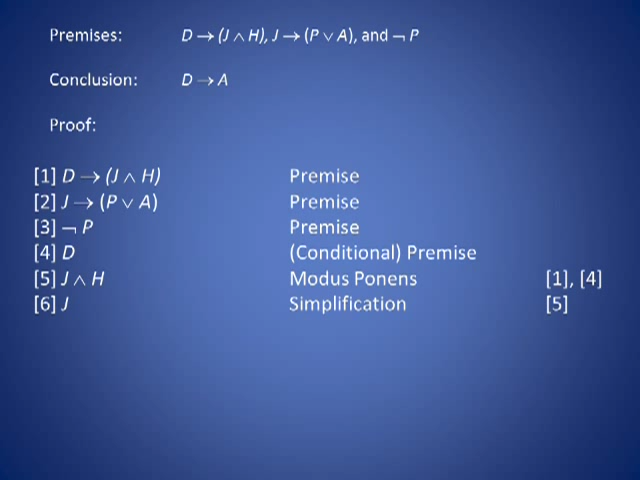 Premises: D → (J ∧ H), J → (P ∨ A), and ¬ P
Conclusion: D → A
Proof:
[1] D → (J ∧ H) Premise
[2] J → (P ∨ A) Premise
[3] ¬ P Premise
[4] D (Conditional) Premise
[5] J ∧ H Modus Ponens [1], [4]
[6] J Simplification [5]